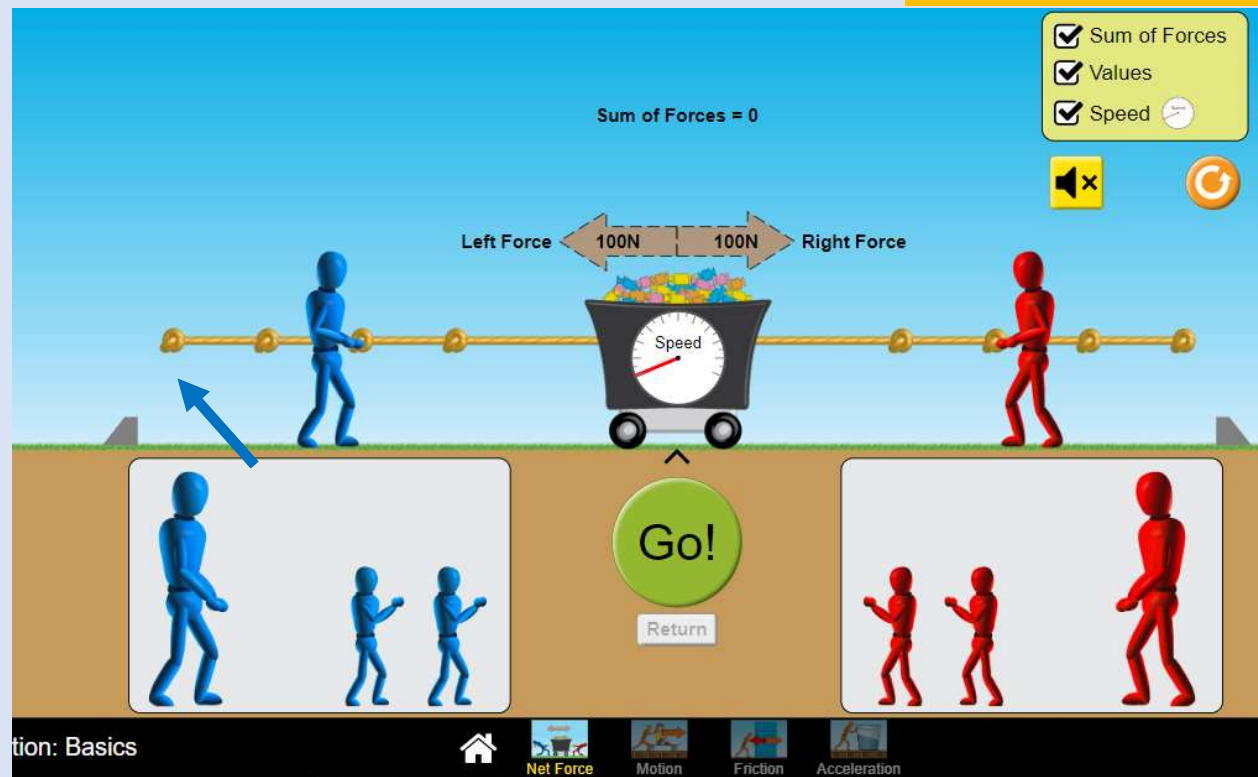 Sum of Forces
Values
Speed
Sum of Forces = 0
Left Force 100N 100N Right Force
Speed
Go!
Return
tion: Basics
Net Force Motion Friction Acceleration